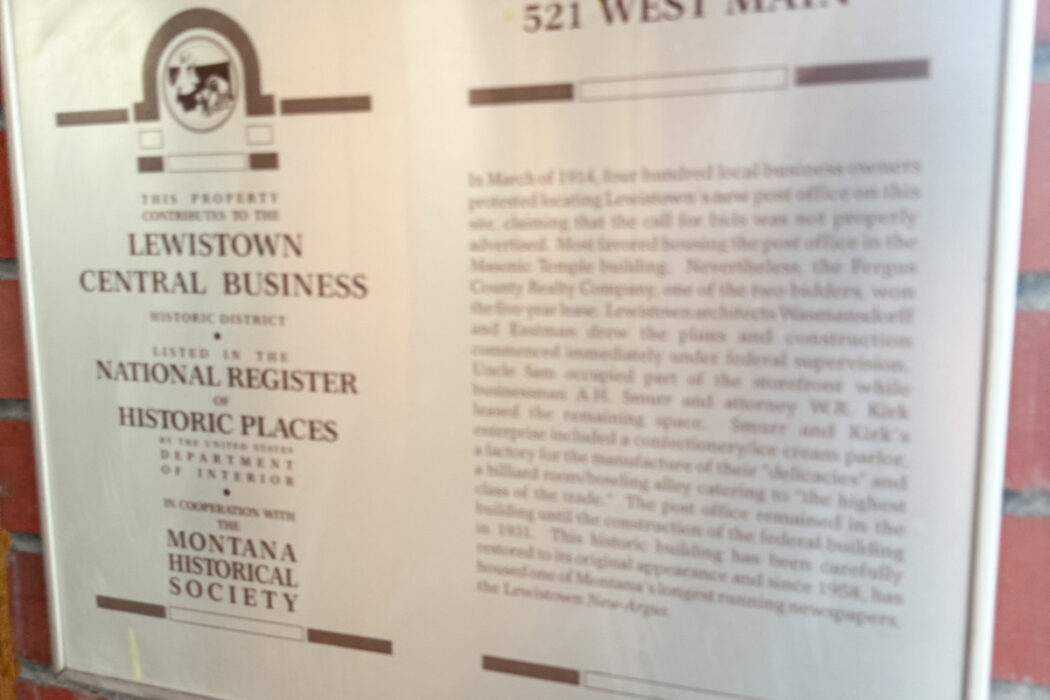 THIS PROPERTY
CONTRIBUTES TO THE
LEWISTOWN
CENTRAL BUSINESS
HISTORIC DISTRICT
LISTED IN THE
NATIONAL REGISTER
OF
HISTORIC PLACES
BY THE UNITED STATES
DEPARTMENT
OF INTERIOR
IN COOPERATION WITH
THE
MONTANA
HISTORICAL
SOCIETY
521 WEST MAIN
In March of 1914, four hundred local business owners
protested locating Lewistown's new post office on this
site, claiming that the call for bids was not properly
advertised. Most favored housing the post office in the
Masonic Temple building. Nevertheless, the Fergus
County Realty Company, one of the two bidders, won
the five-year lease. Lewistown architects Wasmansdorff
and Eastman drew the plans and construction
commenced immediately under federal supervision.
Uncle Sam occupied part of the storefront while
businessman A.H. Smurr and attorney W.R. Kirk
leased the remaining space. Smurr and Kirk's
enterprise included a confectionery/ice cream parlor,
a factory for the manufacture of their "delicacies" and
a billiard room/bowling alley catering to "the highest
class of the trade." The post office remained in the
building until the construction of the federal building
in 1931. This historic building has been carefully
restored to its original appearance and since 1958, has
housed one of Montana's longest running newspapers,
the Lewistown New-Argus.